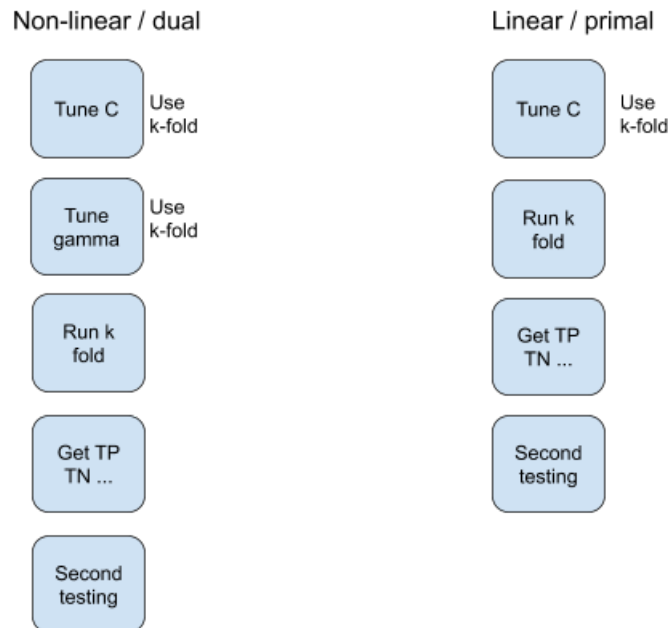 Non-linear / dual
Tune C
Use
k-fold
Tune
gamma
Use
k-fold
Run k
fold
Get TP
TN ...
Second
testing
Linear / primal
Tune C
Use
k-fold
Run k
fold
Get TP
TN ...
Second
testing